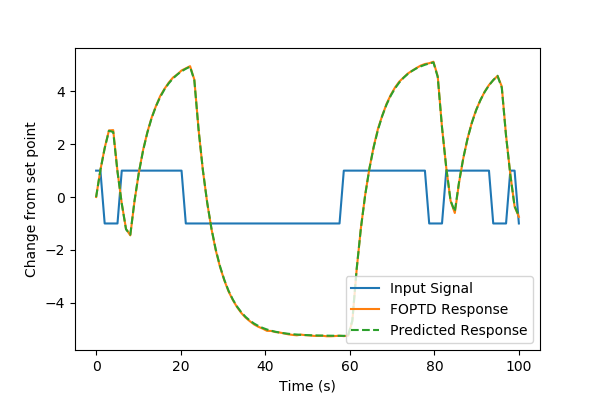 4
2
0
−2
−4
Change from set point
Input Signal
FOPTD Response
Predicted Response
0 20 40 60 80 100
Time (s)